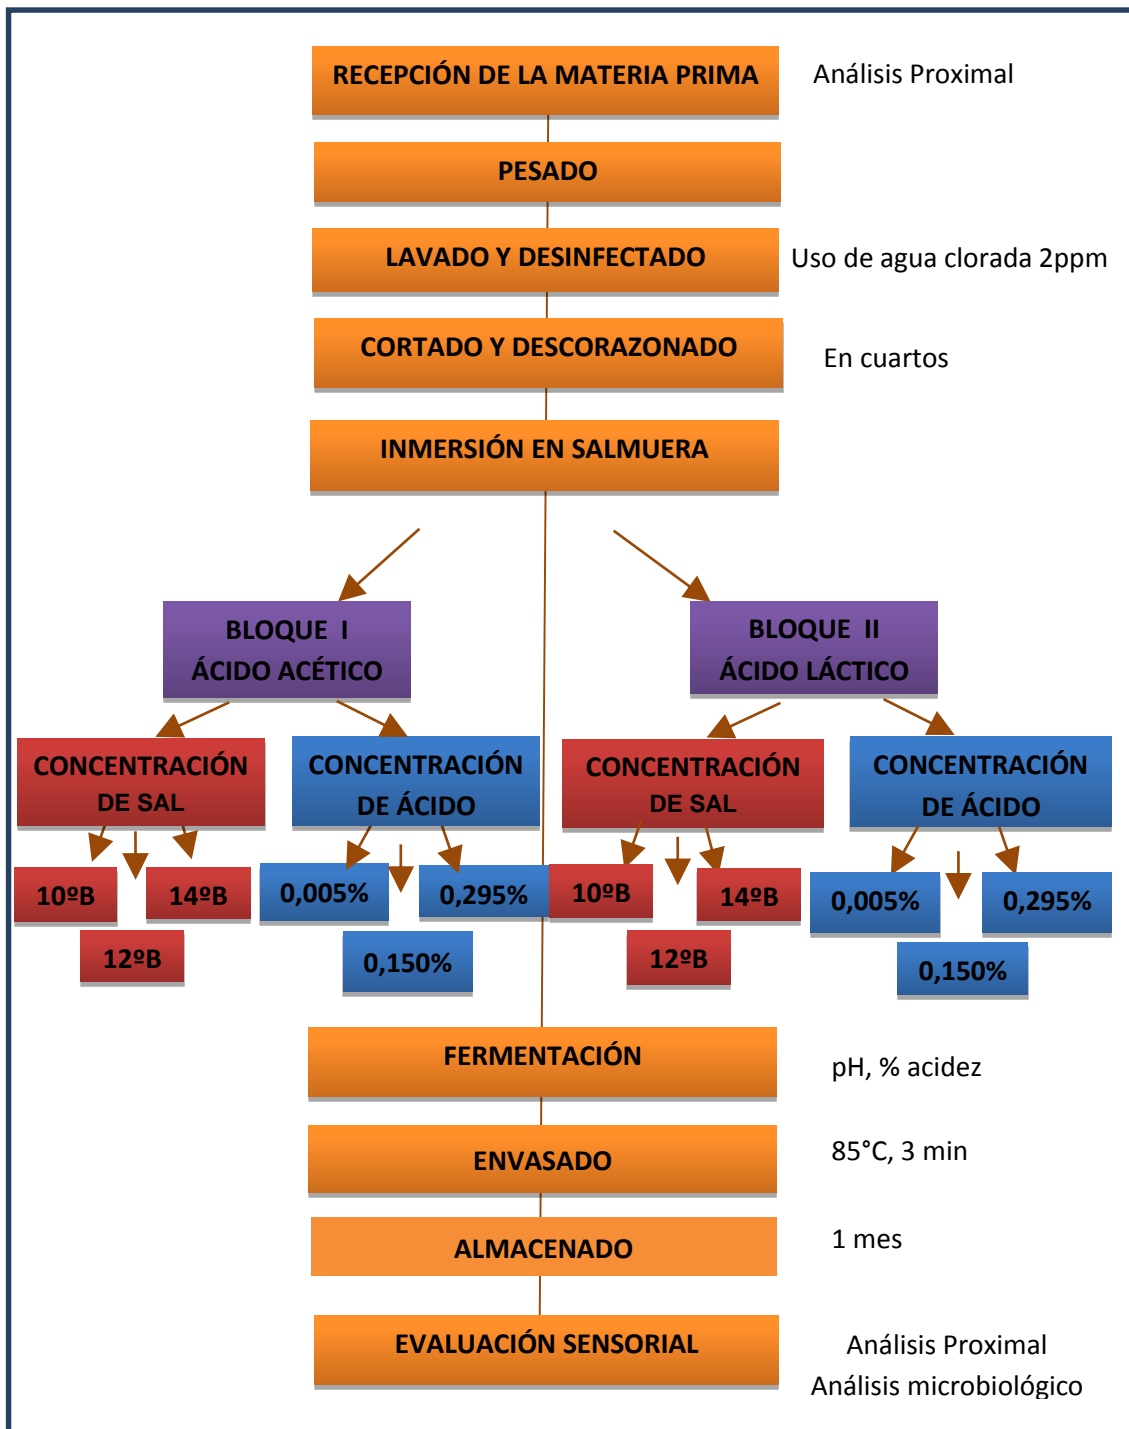 RECEPCIÓN DE LA MATERIA PRIMA
Análisis Proximal
PESADO
LAVADO Y DESINFECTADO
Uso de agua clorada 2ppm
CORTADO Y DESCORAZONADO
En cuartos
INMERSIÓN EN SALMUERA
BLOQUE I
ÁCIDO ACÉTICO
BLOQUE II
ÁCIDO LÁCTICO
CONCENTRACIÓN
DE SAL
CONCENTRACIÓN
DE ÁCIDO
CONCENTRACIÓN
DE SAL
CONCENTRACIÓN
DE ÁCIDO
10ºB
14ºB
12ºB
0,005%
0,295%
0,150%
10ºB
14ºB
12ºB
0,005%
0,295%
0,150%
FERMENTACIÓN
pH, % acidez
ENVASADO
85°C, 3 min
ALMACENADO
1 mes
EVALUACIÓN SENSORIAL
Análisis Proximal
Análisis microbiológico